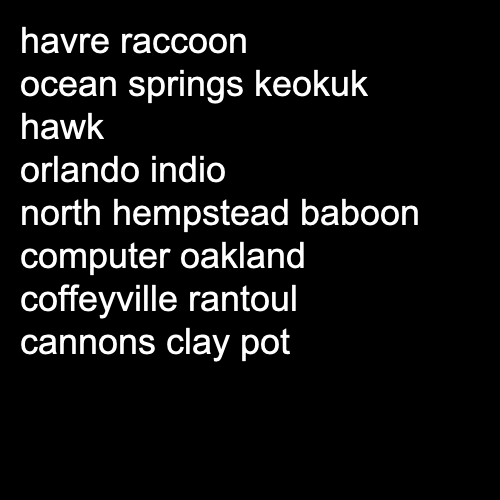 havre raccoon
ocean springs keokuk
hawk
orlando indio
north hempstead baboon
computer oakland
coffeyville rantoul
cannons clay pot